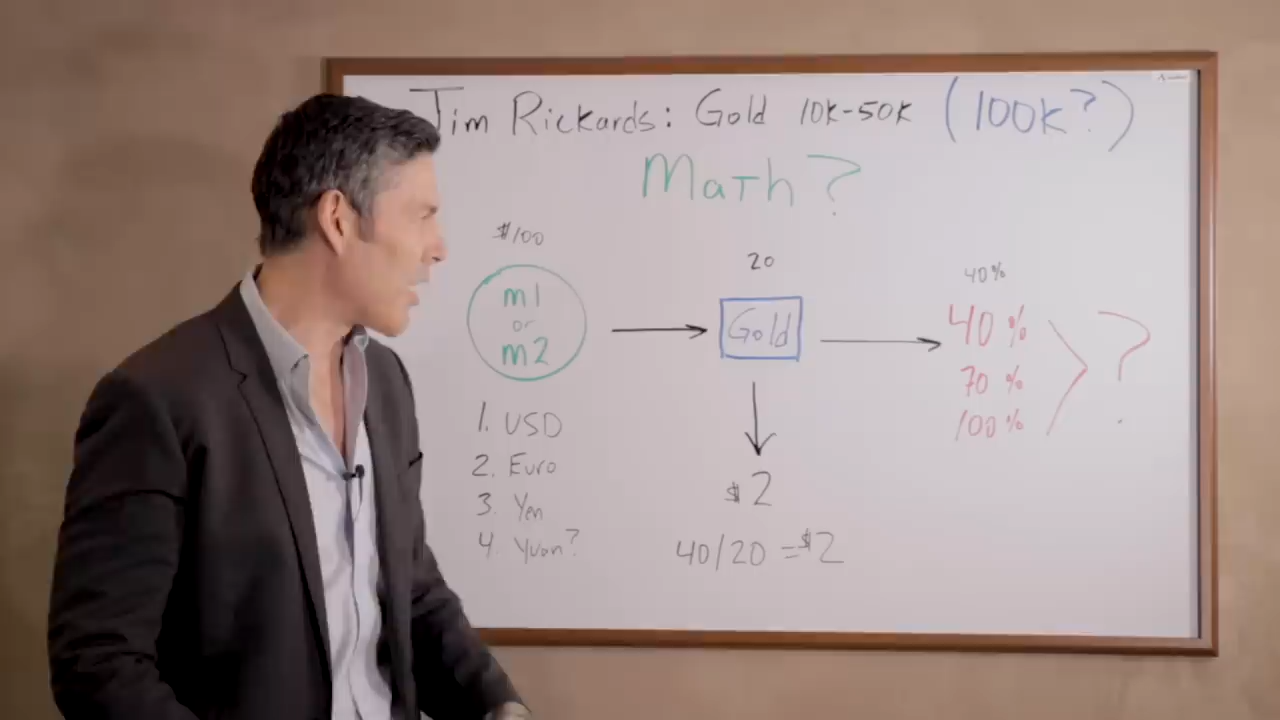 Tim Rickards: Gold 10K-50K (100K?)
Math?
$100
m1
or
m2
20
Gold
40%
40%
70%
100%
?
1. USD
2. Euro
3. Yen
4. Yuan?
$2
40/20 = $2